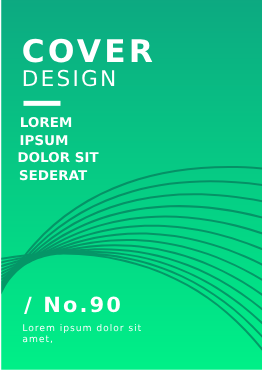 COVER
DESIGN
LOREM
IPSUM
DOLOR SIT
SEDERAT
/ No.90
Lorem ipsum dolor sit
amet,